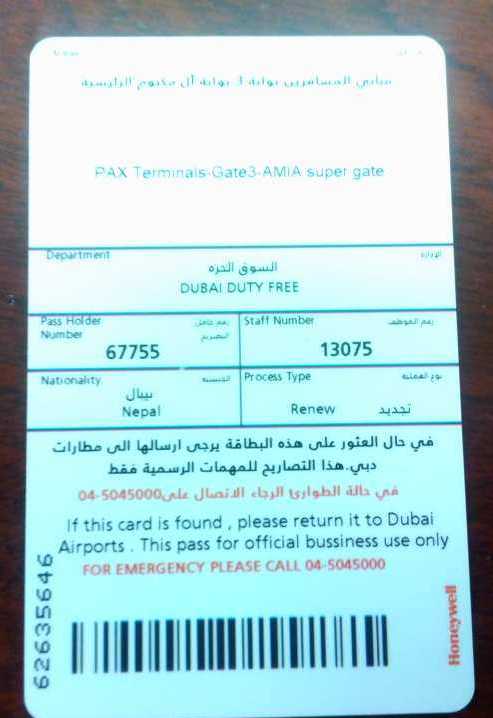 مباني المسافرين بوابة 3 بوابة آل مكتوم الرئيسية
PAX Terminals-Gate3-AMIA super gate
Department الإدارة
السوق الحره
DUBAI DUTY FREE
Pass Holder رقم حامل
Number التصريح
67755
Staff Number رقم الموظف
13075
Nationality الجنسية
نيبال
Nepal
Process Type نوع العملية
Renew تجديد
في حال العثور على هذه البطاقة يرجى ارسالها الى مطارات
دبي.هذا التصاريح للمهمات الرسمية فقط
في حالة الطوارئ الرجاء الاتصال على04-5045000
If this card is found , please return it to Dubai
Airports . This pass for official bussiness use only
FOR EMERGENCY PLEASE CALL 04-5045000
62635646
Honeywell